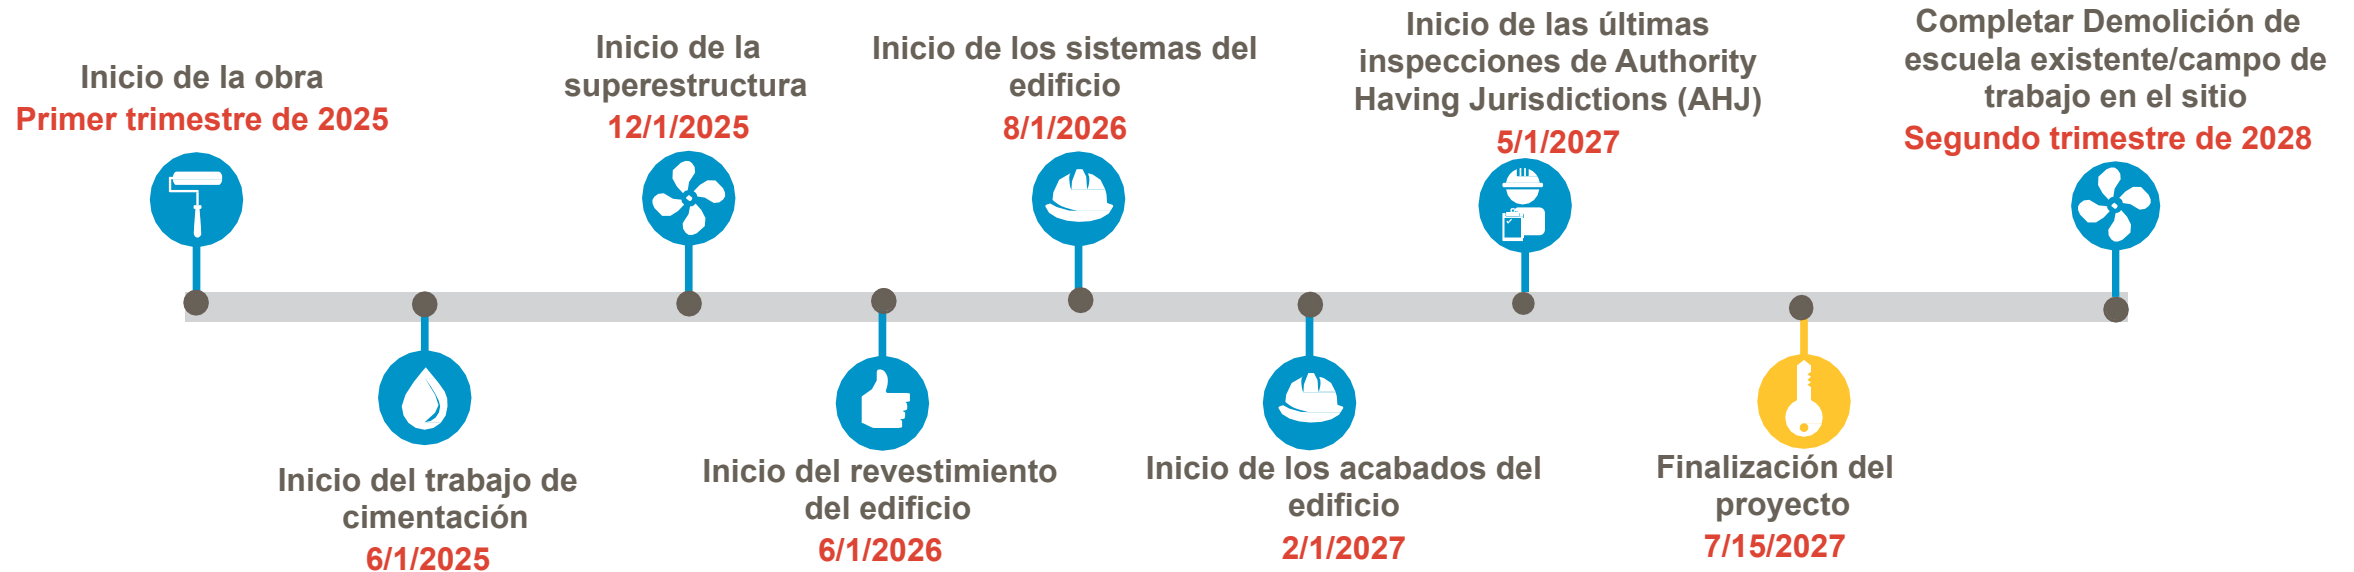 Inicio de la obra
Primer trimestre de 2025
Inicio del trabajo de
cimentación
6/1/2025
Inicio de la
superestructura
12/1/2025
Inicio del revestimiento
del edificio
6/1/2026
Inicio de los sistemas del
edificio
8/1/2026
Inicio de los acabados del
edificio
2/1/2027
Inicio de las últimas
inspecciones de Authority
Having Jurisdictions (AHJ)
5/1/2027
Finalización del
proyecto
7/15/2027
Completar Demolición de
escuela existente/campo de
trabajo en el sitio
Segundo trimestre de 2028